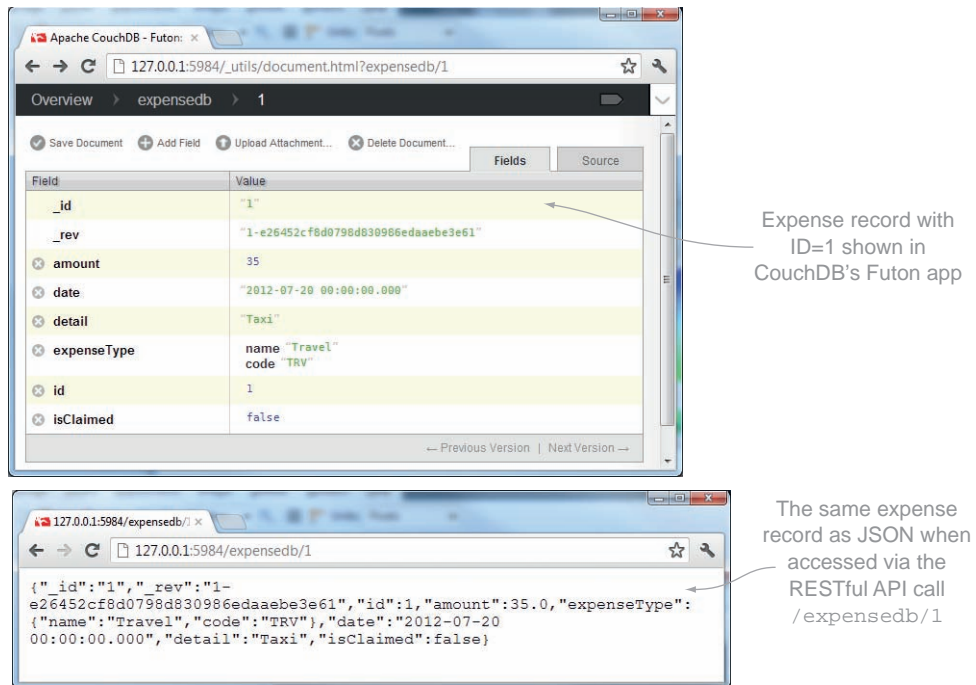 Apache CouchDB - Futon: ×
127.0.0.1:5984/_utils/document.html?expensedb/1
Overview > expensedb > 1
Save Document Add Field Upload Attachment... Delete Document...
Fields Source
Field Value
_id "1"
_rev "1-e26452cf8d0798d830986edaaebe3e61"
amount 35
date "2012-07-20 00:00:00.000"
detail "Taxi"
expenseType name "Travel"
code "TRV"
id 1
isClaimed false
← Previous Version | Next Version →
Expense record with
ID=1 shown in
CouchDB's Futon app
127.0.0.1:5984/expensedb/1 ×
127.0.0.1:5984/expensedb/1
{"_id":"1","_rev":"1-
e26452cf8d0798d830986edaaebe3e61","id":1,"amount":35.0,"expenseType":
{"name":"Travel","code":"TRV"},"date":"2012-07-20
00:00:00.000","detail":"Taxi","isClaimed":false}
The same expense
record as JSON when
accessed via the
RESTful API call
/expensedb/1